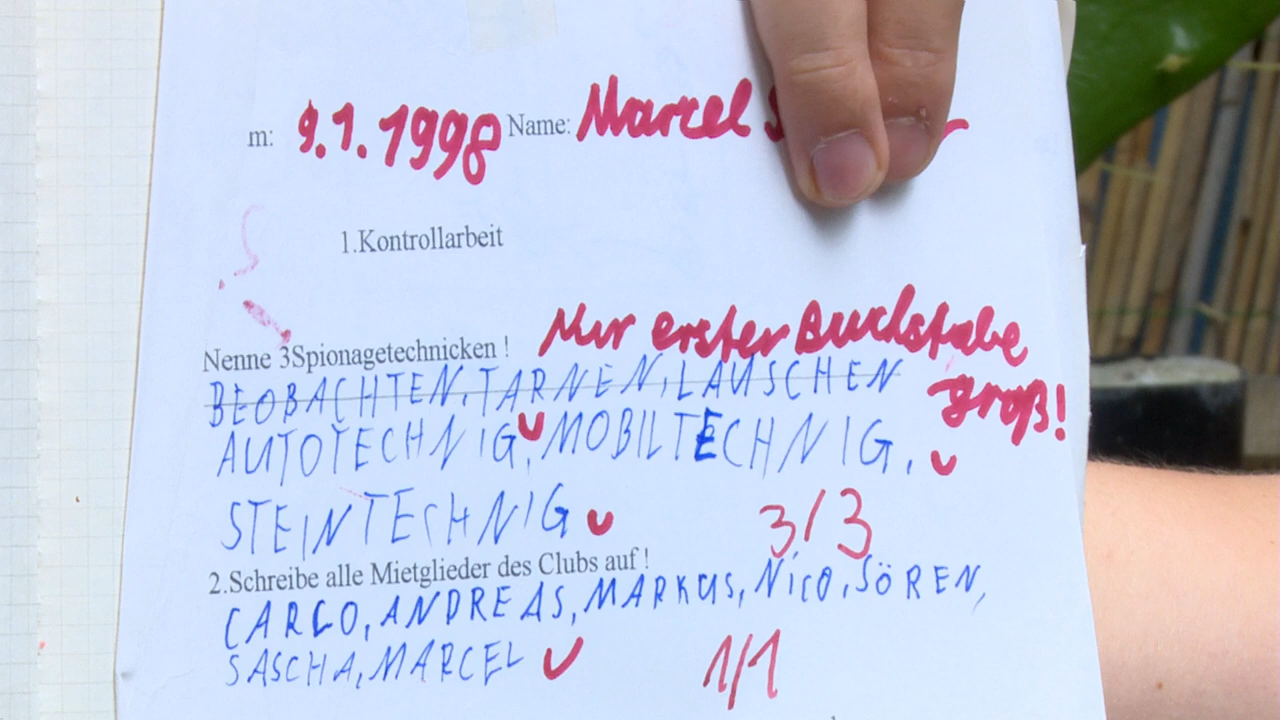 m: 9.1.1998 Name: Marcel
1.Kontrollarbeit
Nur erster Buchstabe
Nenne 3Spionagetechnicken !
groß!
BEOBACHTEN, TARNEN, LAUSCHEN
AUTOTECHNIG, MOBILTECHNIG,
STEINTECHNIG 3/3
2.Schreibe alle Mietglieder des Clubs auf !
CARLO, ANDREAS, MARKUS, NICO, SÖREN,
SASCHA, MARCEL 1/1